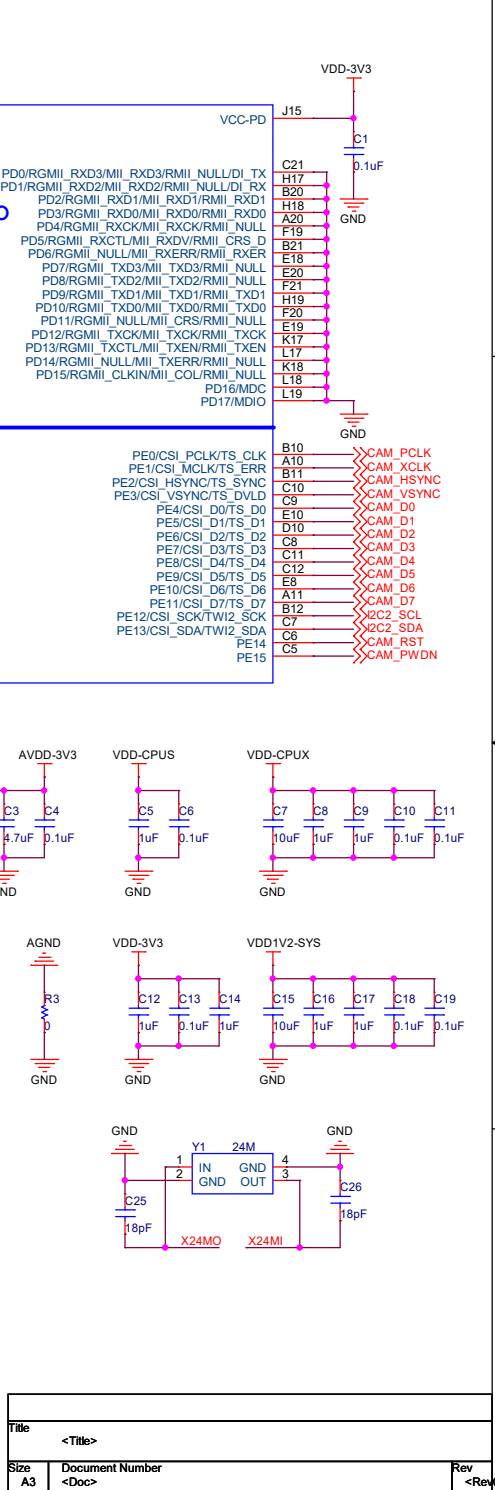 VDD-3V3
VCC-PD J15
C1
0.1uF
GND
PD0/RGMII_RXD3/MII_RXD3/RMII_NULL/DI_TX C21
PD1/RGMII_RXD2/MII_RXD2/RMII_NULL/DI_RX H17
PD2/RGMII_RXD1/MII_RXD1/RMII_RXD1 B20
PD3/RGMII_RXD0/MII_RXD0/RMII_RXD0 H18
PD4/RGMII_RXCK/MII_RXCK/RMII_NULL A20
PD5/RGMII_RXCTL/MII_RXDV/RMII_CRS_D F19
PD6/RGMII_NULL/MII_RXERR/RMII_RXER B21
PD7/RGMII_TXD3/MII_TXD3/RMII_NULL E18
PD8/RGMII_TXD2/MII_TXD2/RMII_NULL E20
PD9/RGMII_TXD1/MII_TXD1/RMII_TXD1 F21
PD10/RGMII_TXD0/MII_TXD0/RMII_TXD0 H19
PD11/RGMII_NULL/MII_CRS/RMII_NULL F20
PD12/RGMII_TXCK/MII_TXCK/RMII_TXCK E19
PD13/RGMII_TXCTL/MII_TXEN/RMII_TXEN K17
PD14/RGMII_NULL/MII_TXERR/RMII_NULL L17
PD15/RGMII_CLKIN/MII_COL/RMII_NULL K18
PD16/MDC L18
PD17/MDIO L19
GND
PE0/CSI_PCLK/TS_CLK B10 CAM_PCLK
PE1/CSI_MCLK/TS_ERR A10 CAM_XCLK
PE2/CSI_HSYNC/TS_SYNC B11 CAM_HSYNC
PE3/CSI_VSYNC/TS_DVLD C10 CAM_VSYNC
PE4/CSI_D0/TS_D0 C9 CAM_D0
PE5/CSI_D1/TS_D1 E10 CAM_D1
PE6/CSI_D2/TS_D2 D10 CAM_D2
PE7/CSI_D3/TS_D3 C8 CAM_D3
PE8/CSI_D4/TS_D4 C11 CAM_D4
PE9/CSI_D5/TS_D5 C12 CAM_D5
PE10/CSI_D6/TS_D6 E8 CAM_D6
PE11/CSI_D7/TS_D7 A11 CAM_D7
PE12/CSI_SCK/TWI2_SCK B12 I2C2_SCL
PE13/CSI_SDA/TWI2_SDA C7 I2C2_SDA
PE14 C6 CAM_RST
PE15 C5 CAM_PWDN
AVDD-3V3 VDD-CPUS VDD-CPUX
C3 C4 C5 C6 C7 C8 C9 C10 C11
4.7uF 0.1uF 1uF 0.1uF 10uF 1uF 1uF 0.1uF 0.1uF
ND GND GND
AGND VDD-3V3 VDD1V2-SYS
R3 C12 C13 C14 C15 C16 C17 C18 C19
0 1uF 0.1uF 1uF 10uF 1uF 1uF 0.1uF 0.1uF
GND GND GND
GND GND
Y1 24M
1 IN GND 4
2 GND OUT 3
C25 C26
18pF 18pF
X24MO X24MI
Title
<Title>
Size Document Number Rev
A3 <Doc> <Rev